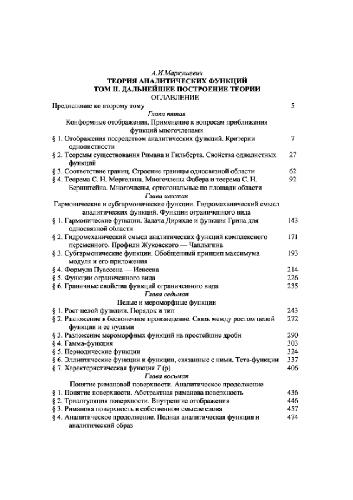 А.И.Маркушевич
ТЕОРИЯ АНАЛИТИЧЕСКИХ ФУНКЦИЙ
ТОМ II. ДАЛЬНЕЙШЕЕ ПОСТРОЕНИЕ ТЕОРИИ
ОГЛАВЛЕНИЕ
Предисловие ко второму тому 5
Глава пятая
Конформные отображения. Применение к вопросам приближения
функций многочленами
§ 1. Отображения посредством аналитических функций. Критерии 7
однолистности
§ 2. Теоремы существования Римана и Гильберта. Свойства однолистных 27
функций
§ 3. Соответствие границ. Строение границы односвязной области 62
§ 4. Теорема С. Н. Мергеляна. Многочлены Фабера и теорема С. Н. 92
Бернштейна. Многочлены, ортогональные по площади области
Глава шестая
Гармонические и субгармонические функции. Гидромеханический смысл
аналитических функций. Функции ограниченного вида
§ 1. Гармонические функции. Задача Дирихле и функция Грина для 143
односвязной области
§ 2. Гидромеханический смысл аналитических функций комплексного 171
переменного. Профили Жуковского — Чаплыгина
§ 3. Субгармонические функции. Обобщенный принцип максимума 193
модуля и его приложения
§ 4. Формула Пуассона — Иенсена 214
§ 5. Функции ограниченного вида 226
§ 6. Граничные свойства функций ограниченного вида 235
Глава седьмая
Целые и мероморфные функции
§ 1. Рост целой функции. Порядок и тип 243
§ 2. Разложение в бесконечное произведение. Связь между ростом целой 272
функции и ее нулями
§ 3. Разложение мероморфных функций на простейшие дроби 290
§ 4. Гамма-функция 303
§ 5. Периодические функции 324
§ 6. Эллиптические функции и функции, связанные с ними. Тета-функции 337
§ 7. Характеристическая функция T (р) 406
Глава восьмая
Понятие римановой поверхности. Аналитическое продолжение
§ 1. Понятие поверхности. Абстрактная риманова поверхность 436
§ 2. Триангуляция поверхности. Внутренние отображения 446
§ 3. Риманова поверхность в собственном смысле слова 457
§ 4. Аналитическое продолжение. Полная аналитическая функция и 474
аналитический образ